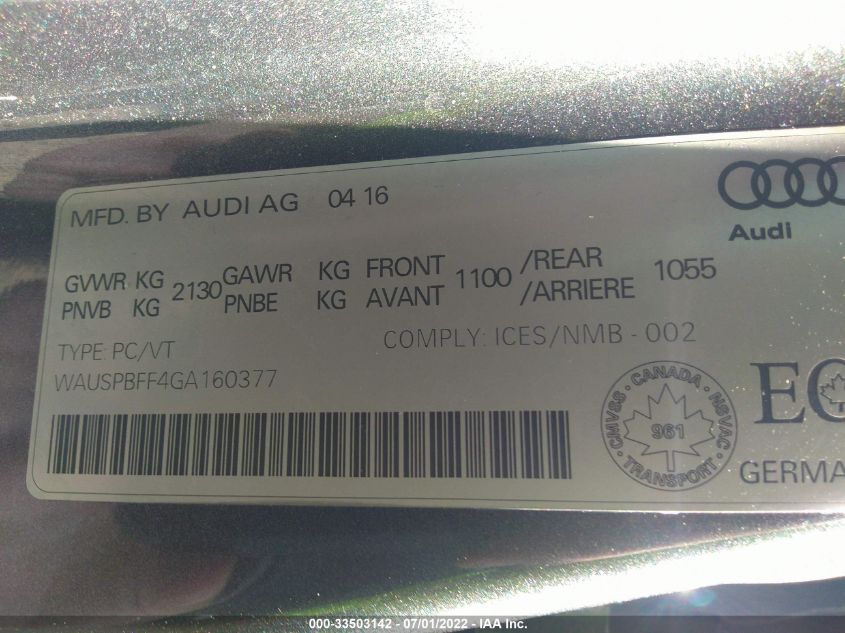 MFD. BY AUDI AG 04 16
Audi
GVWR KG 2130 GAWR KG FRONT 1100 /REAR 1055
PNVB KG PNBE KG AVANT /ARRIERE
TYPE: PC/VT COMPLY: ICES/NMB - 002
WAUSPBFF4GA160377
CANADA
CMVSS NSVAC
961
TRANSPORT
000-33503142 - 07/01/2022 - IAA Inc.